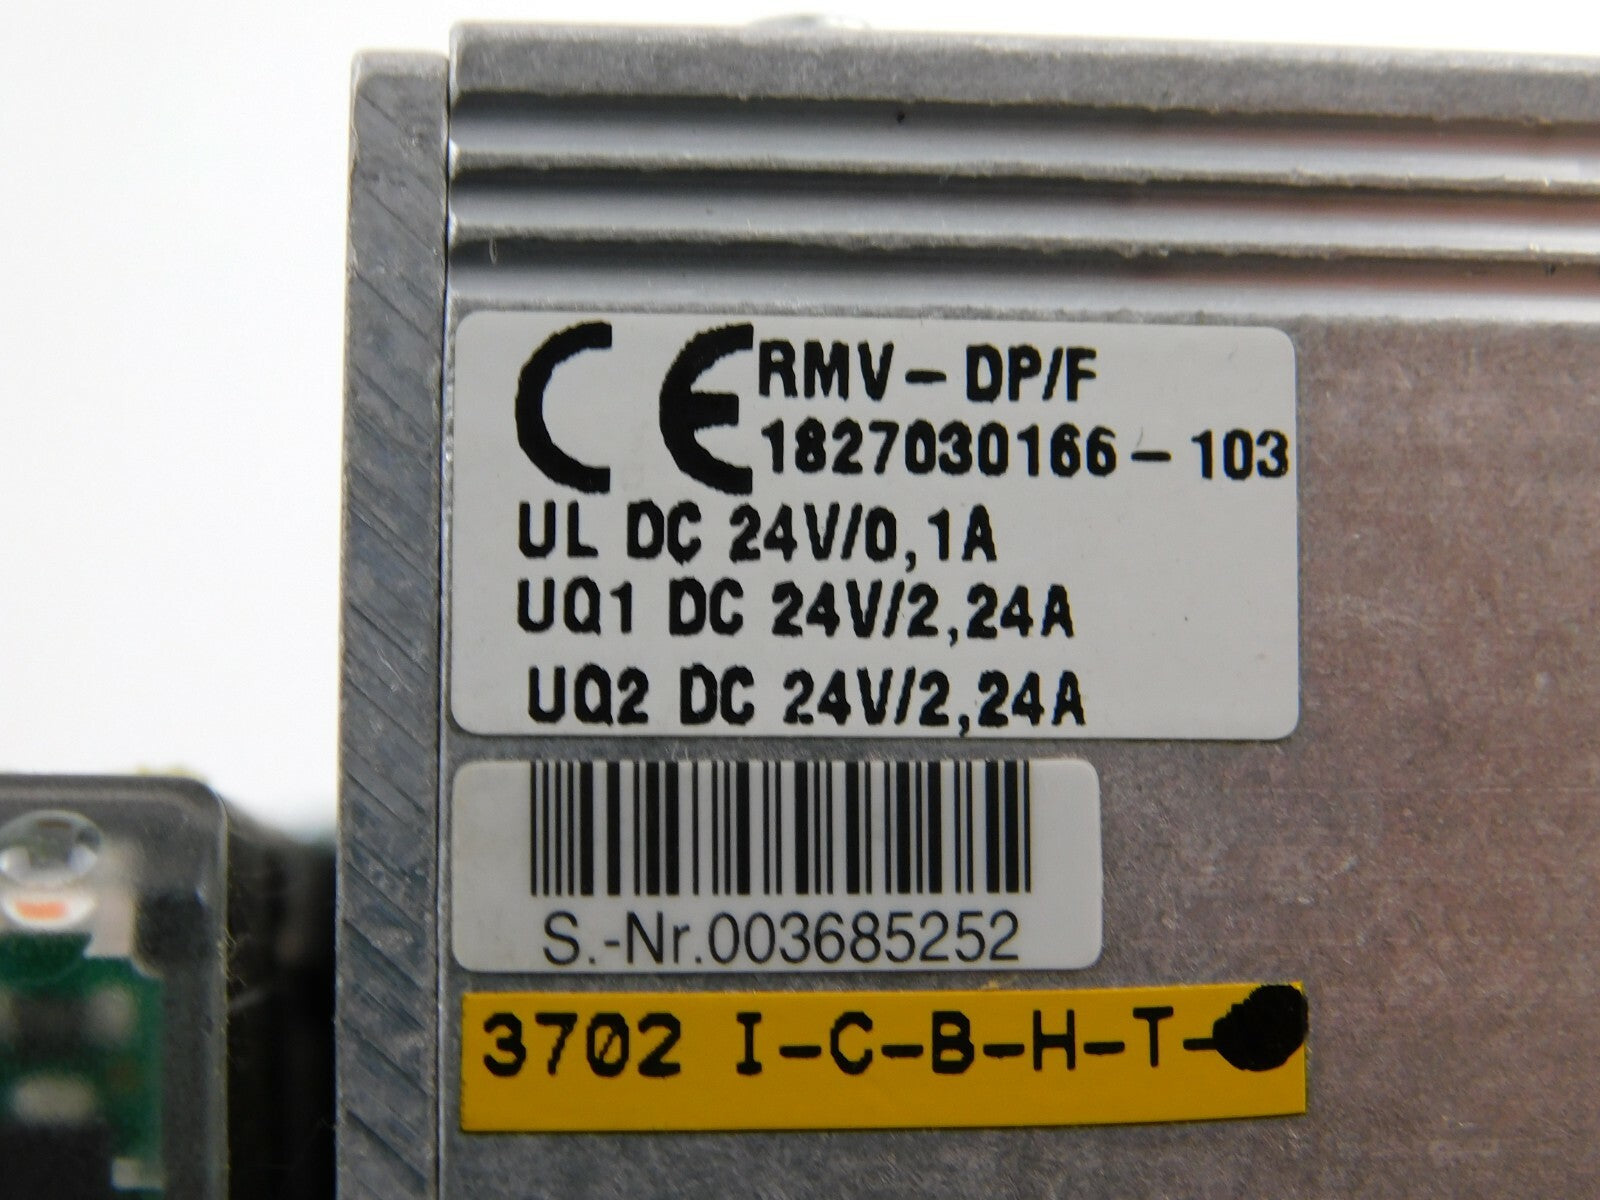 CE RMV-DP/F
1827030166-103
UL DC 24V/0,1A
UQ1 DC 24V/2,24A
UQ2 DC 24V/2,24A
S.-Nr.003685252
3702 I-C-B-H-T-